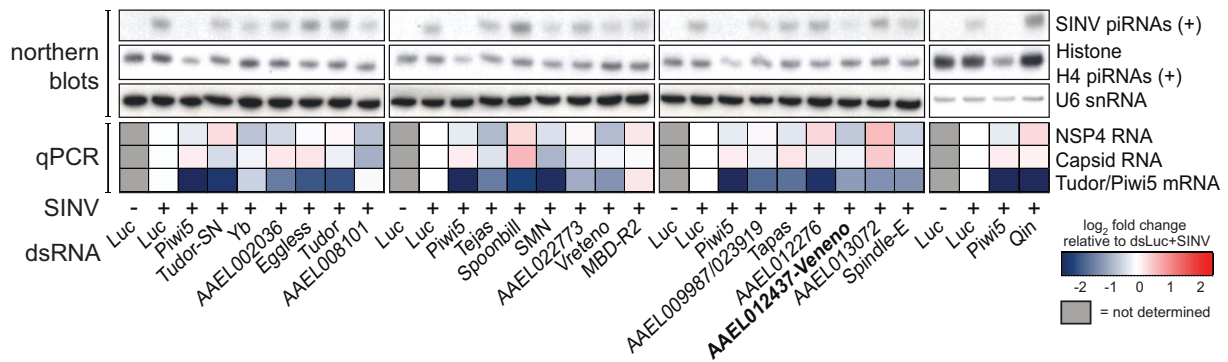 northern
blots
SINV piRNAs (+)
Histone
H4 piRNAs (+)
U6 snRNA
qPCR
NSP4 RNA
Capsid RNA
Tudor/Piwi5 mRNA
SINV - + + + + + + + + - + + + + + + + + - + + + + + + + + - + + +
dsRNA
Luc
Luc
Piwi5
Tudor-SN
Yb
AAEL002036
Eggless
Tudor
AAEL008101
Luc
Luc
Piwi5
Tejas
Spoonbill
SMN
AAEL022773
Vreteno
MBD-R2
Luc
Luc
Piwi5
AAEL009987/023919
Tapas
AAEL012276
AAEL012437-Veneno
AAEL013072
Spindle-E
Luc
Luc
Piwi5
Qin
log2 fold change
relative to dsLuc+SINV
-2 -1 0 1 2
= not determined